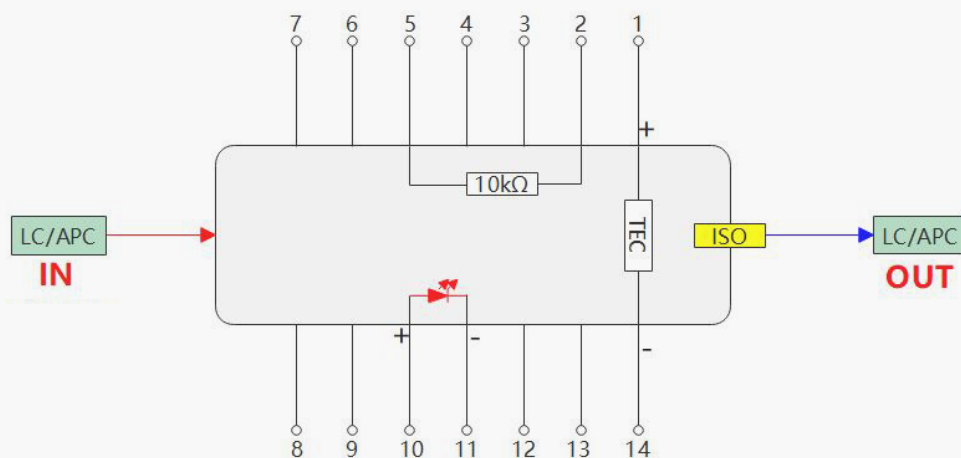 7 6 5 4 3 2 1
+
10kΩ
TEC
LC/APC
ISO
LC/APC
IN
OUT
+ - -
8 9 10 11 12 13 14